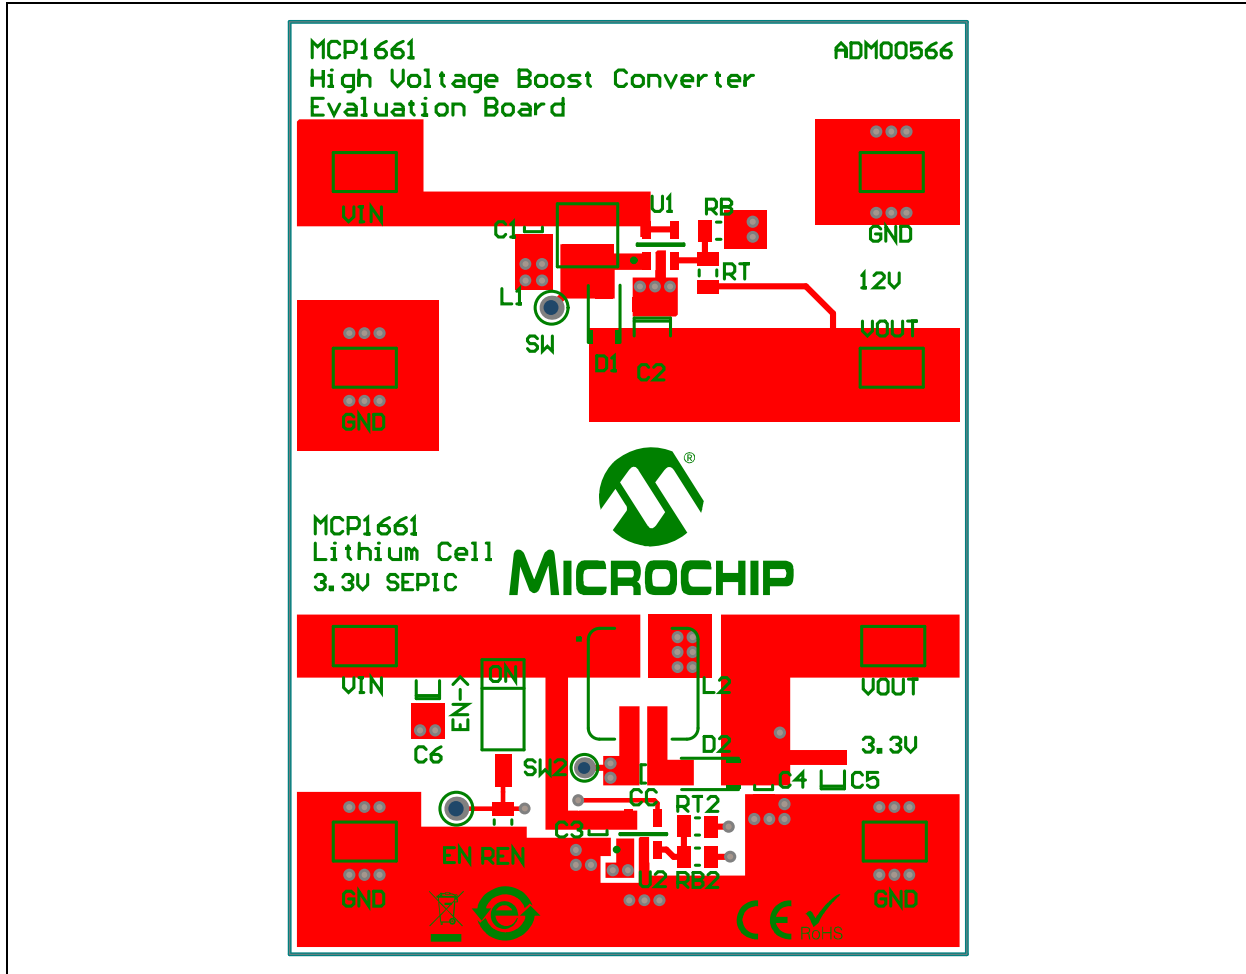 MCP1661 ADM00566
High Voltage Boost Converter
Evaluation Board
VIN
U1
RB
C1
GND
RT
12V
L1
SW
VOUT
D1
C2
GND
®
MCP1661
Lithium Cell
3.3V SEPIC
MICROCHIP
ON
VIN
EN->
L2
VOUT
C6
SW2
D2
3.3V
CC
C4
C5
RT2
C3
EN
REN
U2
RB2
GND
GND
e
CE
RoHS